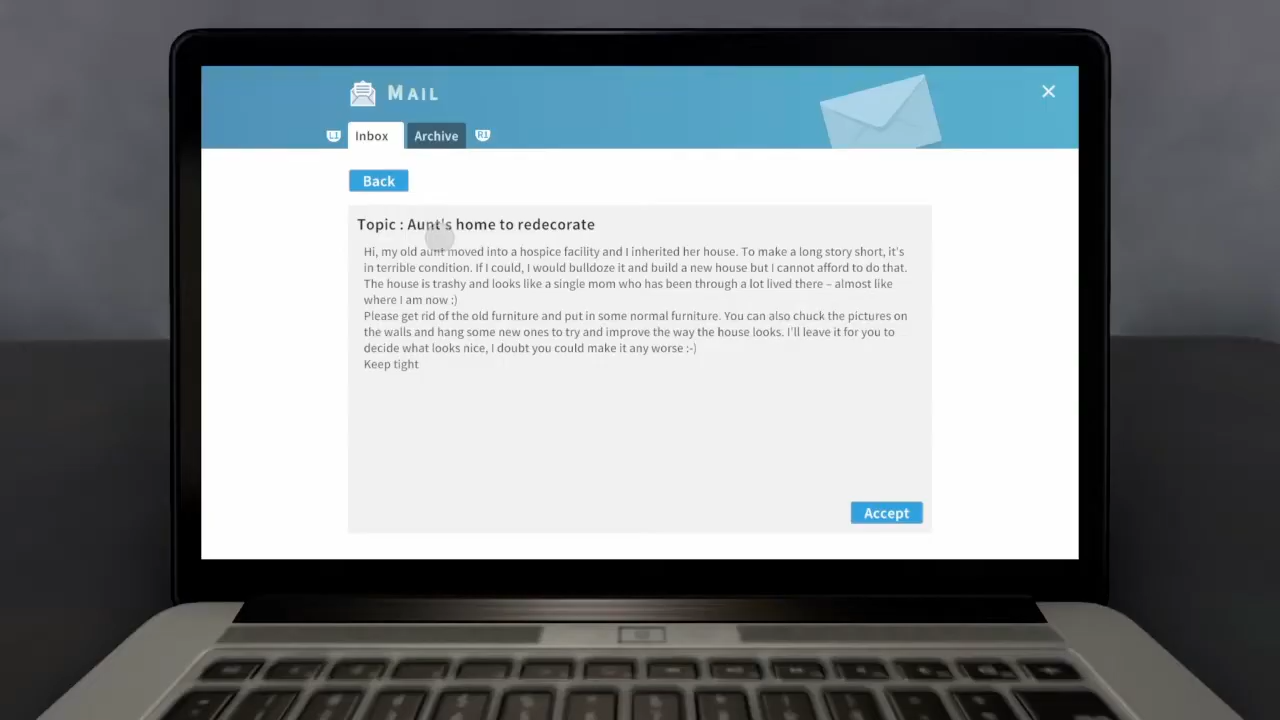 MAIL
L1 Inbox Archive R1
Back
Topic : Aunt's home to redecorate
Hi, my old aunt moved into a hospice facility and I inherited her house. To make a long story short, it's
in terrible condition. If I could, I would bulldoze it and build a new house but I cannot afford to do that.
The house is trashy and looks like a single mom who has been through a lot lived there – almost like
where I am now :)
Please get rid of the old furniture and put in some normal furniture. You can also chuck the pictures on
the walls and hang some new ones to try and improve the way the house looks. I'll leave it for you to
decide what looks nice, I doubt you could make it any worse :-)
Keep tight
Accept